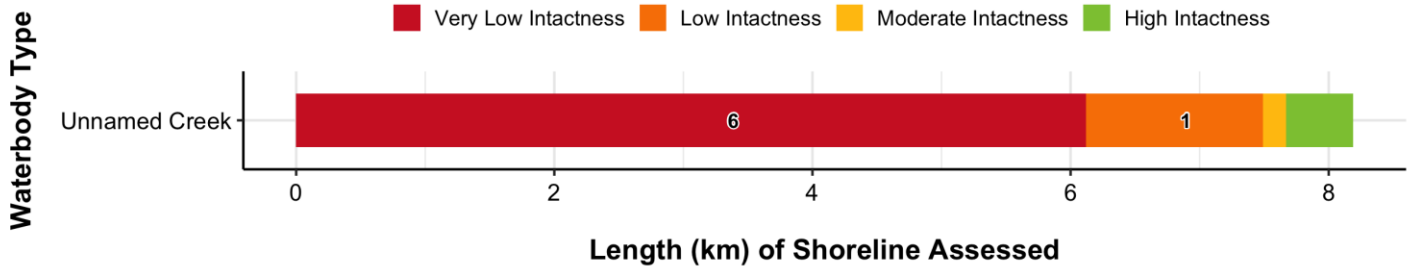 Very Low Intactness Low Intactness Moderate Intactness High Intactness
Waterbody Type
Unnamed Creek 6 1
0 2 4 6 8
Length (km) of Shoreline Assessed